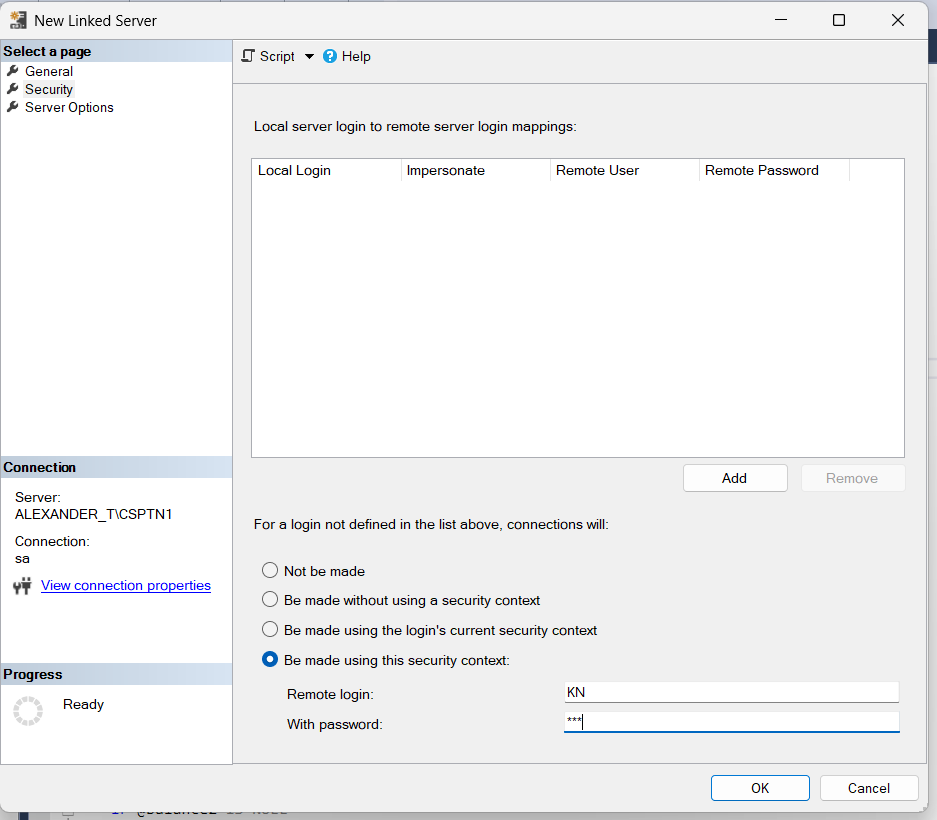 New Linked Server
Select a page
General
Security
Server Options
Script
Help
Local server login to remote server login mappings:
Local Login Impersonate Remote User Remote Password
Add Remove
For a login not defined in the list above, connections will:
Not be made
Be made without using a security context
Be made using the login's current security context
Be made using this security context:
Remote login: KN
With password: ***
Connection
Server:
ALEXANDER_T\CSPTN1
Connection:
sa
View connection properties
Progress
Ready
OK Cancel